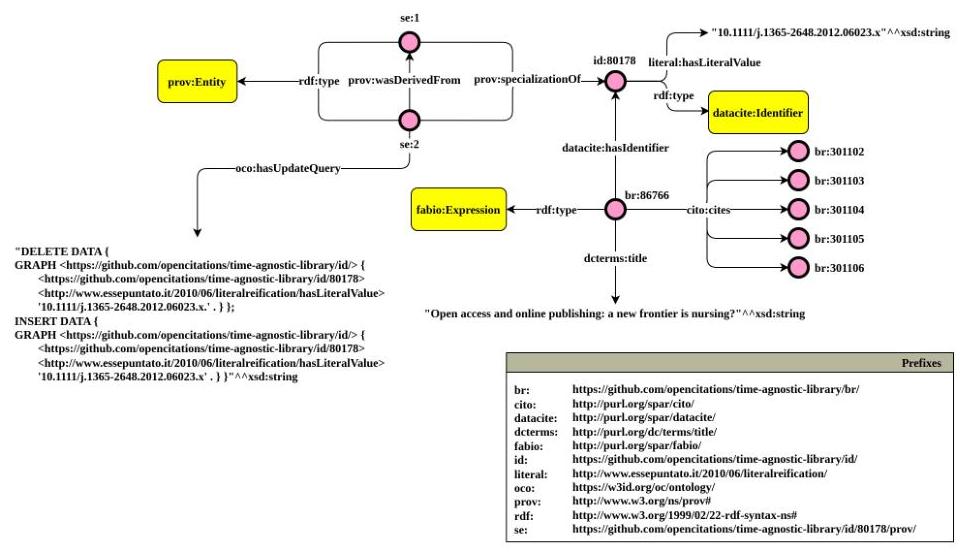 se:1
id:80178
"10.1111/j.1365-2648.2012.06023.x"^^xsd:string
literal:hasLiteralValue
prov:Entity
rdf:type
prov:wasDerivedFrom
prov:specializationOf
rdf:type
datacite:Identifier
se:2
oco:hasUpdateQuery
datacite:hasIdentifier
br:301102
br:301103
br:86766
fabio:Expression
rdf:type
cito:cites
br:301104
br:301105
br:301106
dcterms:title
"Open access and online publishing: a new frontier is nursing?"^^xsd:string
"DELETE DATA {
GRAPH <https://github.com/opencitations/time-agnostic-library/id/> {
<https://github.com/opencitations/time-agnostic-library/id/80178>
<http://www.essepuntato.it/2010/06/literalreification/hasLiteralValue>
'10.1111/j.1365-2648.2012.06023.x.' . } };
INSERT DATA {
GRAPH <https://github.com/opencitations/time-agnostic-library/id/> {
<https://github.com/opencitations/time-agnostic-library/id/80178>
<http://www.essepuntato.it/2010/06/literalreification/hasLiteralValue>
'10.1111/j.1365-2648.2012.06023.x' . } }"^^xsd:string
Prefixes
br: https://github.com/opencitations/time-agnostic-library/br/
cito: http://purl.org/spar/cito/
datacite: http://purl.org/spar/datacite/
dcterms: http://purl.org/dc/terms/title/
fabio: http://purl.org/spar/fabio/
id: https://github.com/opencitations/time-agnostic-library/id/
literal: http://www.essepuntato.it/2010/06/literalreification/
oco: https://w3id.org/oc/ontology/
prov: http://www.w3.org/ns/prov#
rdf: http://www.w3.org/1999/02/22-rdf-syntax-ns#
se: https://github.com/opencitations/time-agnostic-library/id/80178/prov/